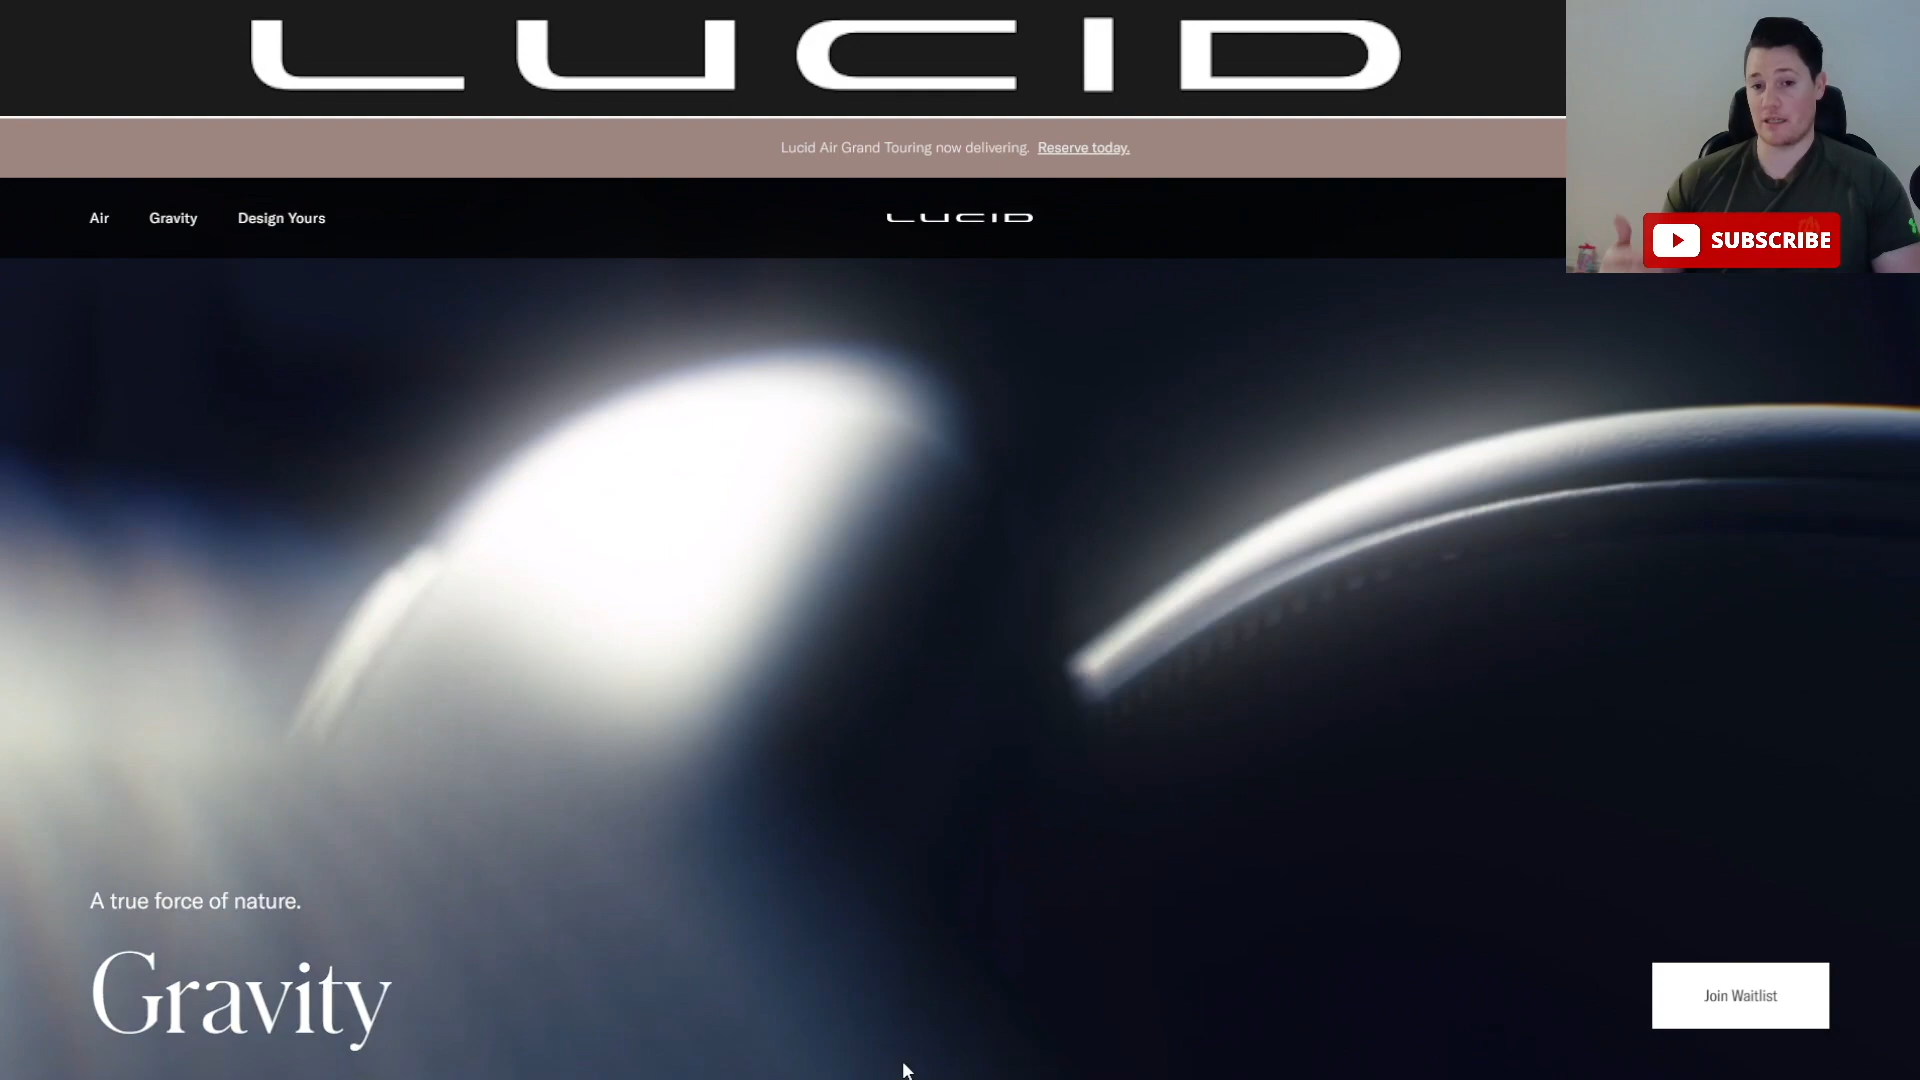 LUCID
Lucid Air Grand Touring now delivering. Reserve today.
Air Gravity Design Yours
LUCID
SUBSCRIBE
A true force of nature.
Gravity
Join Waitlist